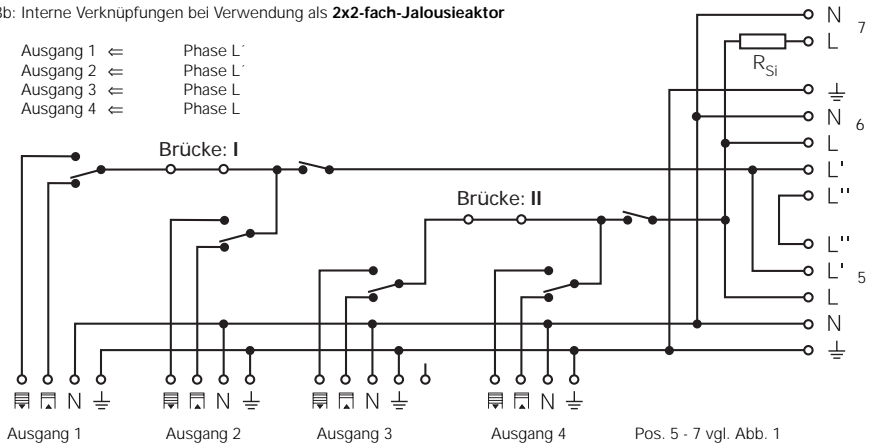 3b: Interne Verknüpfungen bei Verwendung als 2x2-fach-Jalousieaktor
Ausgang 1 ⇐ Phase L´
Ausgang 2 ⇐ Phase L´
Ausgang 3 ⇐ Phase L
Ausgang 4 ⇐ Phase L
N
7
L
R_Si
N
6
L
Brücke: I
L'
L''
Brücke: II
L''
L'
5
L
N
N N N N
Ausgang 1 Ausgang 2 Ausgang 3 Ausgang 4 Pos. 5 - 7 vgl. Abb. 1